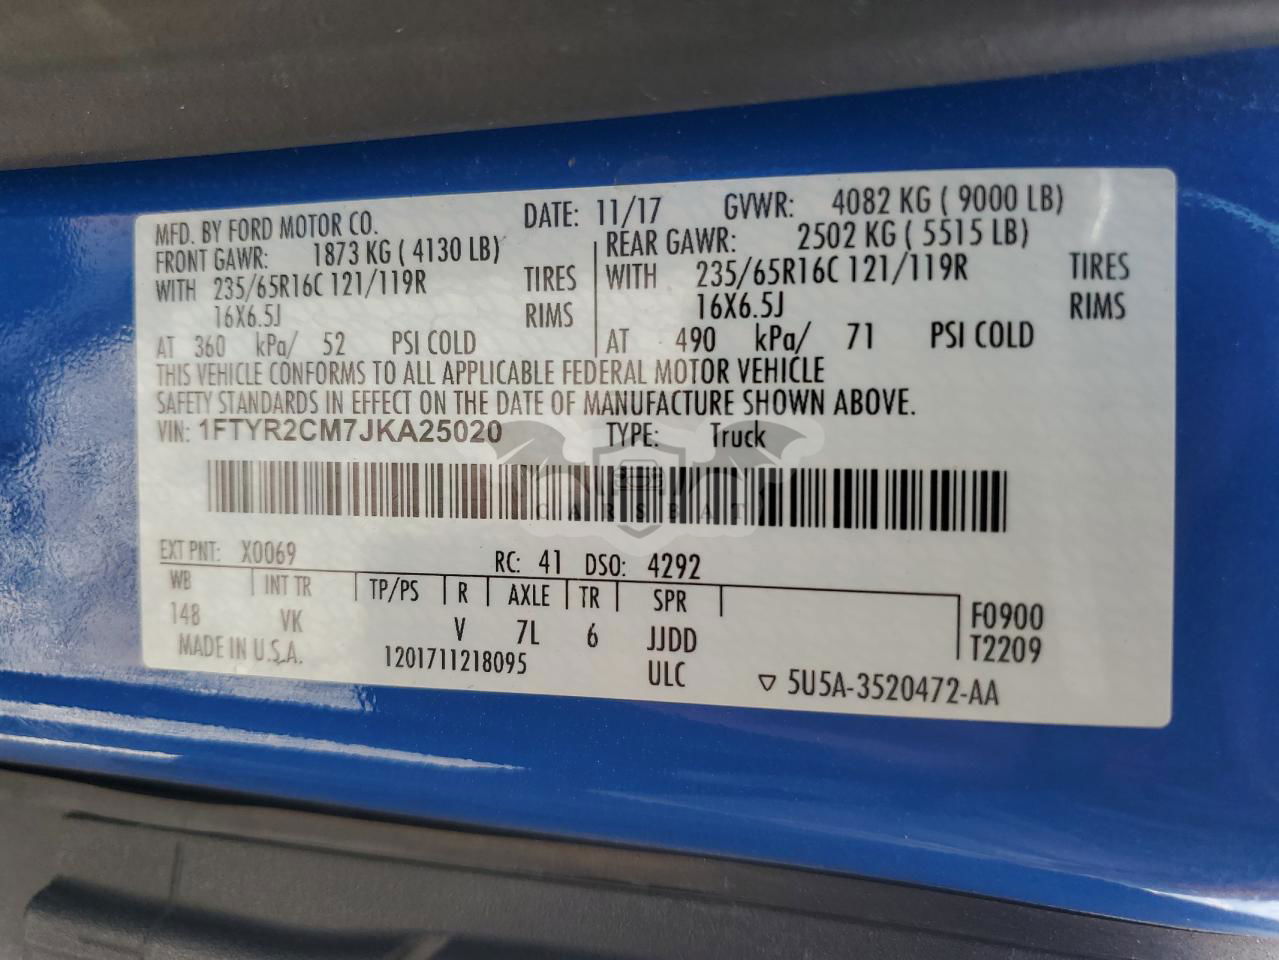 MFD. BY FORD MOTOR CO. DATE: 11/17 GVWR: 4082 KG ( 9000 LB)
FRONT GAWR: 1873 KG ( 4130 LB) REAR GAWR: 2502 KG ( 5515 LB)
WITH 235/65R16C 121/119R TIRES WITH 235/65R16C 121/119R TIRES
16X6.5J RIMS 16X6.5J RIMS
AT 360 kPa/ 52 PSI COLD AT 490 kPa/ 71 PSI COLD
THIS VEHICLE CONFORMS TO ALL APPLICABLE FEDERAL MOTOR VEHICLE
SAFETY STANDARDS IN EFFECT ON THE DATE OF MANUFACTURE SHOWN ABOVE.
VIN: 1FTYR2CM7JKA25020 TYPE: Truck
CARSBAT
EXT PNT: X0069 RC: 41 DSO: 4292
WB INT TR TP/PS R AXLE TR SPR
148 VK V 7L 6 JJDD F0900
MADE IN U.S.A. 1201711218095 ULC T2209
5U5A-3520472-AA